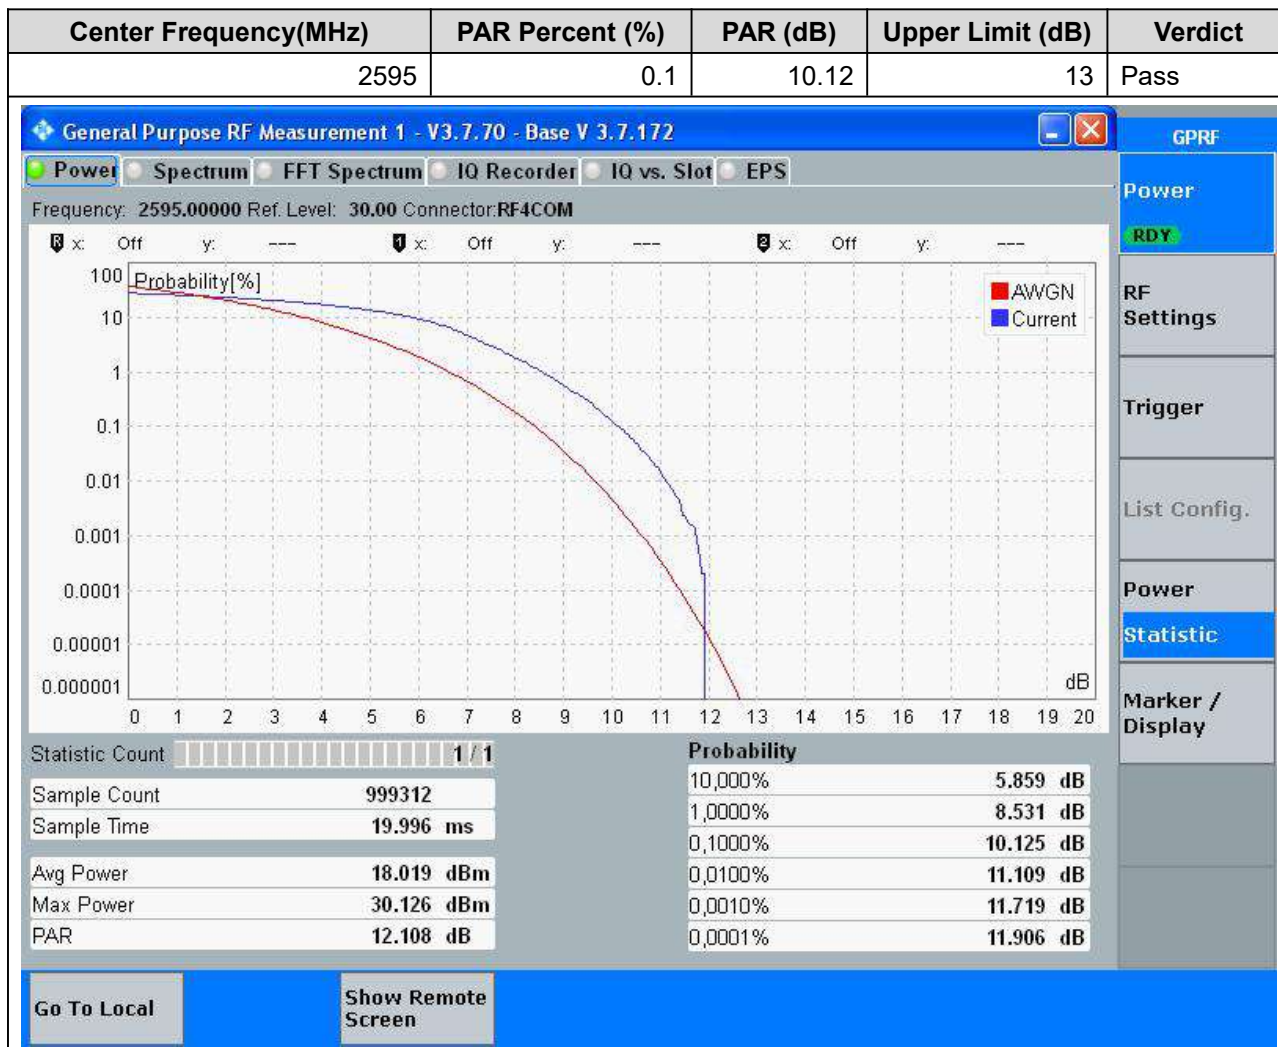 Center Frequency(MHz) PAR Percent (%) PAR (dB) Upper Limit (dB) Verdict
2595 0.1 10.12 13 Pass
General Purpose RF Measurement 1 - V3.7.70 - Base V 3.7.172
GPRF
Power Spectrum FFT Spectrum IQ Recorder IQ vs. Slot EPS
Frequency: 2595.00000 Ref. Level: 30.00 Connector:RF4COM
R x: Off y: --- 1 x: Off y: --- 2 x: Off y: ---
Probability[%]
100
10
1
0.1
0.01
0.001
0.0001
0.00001
0.000001
AWGN
Current
dB
0 1 2 3 4 5 6 7 8 9 10 11 12 13 14 15 16 17 18 19 20
Statistic Count 1 / 1
Sample Count 999312
Sample Time 19.996 ms
Avg Power 18.019 dBm
Max Power 30.126 dBm
PAR 12.108 dB
Probability
10,000% 5.859 dB
1,0000% 8.531 dB
0,1000% 10.125 dB
0,0100% 11.109 dB
0,0010% 11.719 dB
0,0001% 11.906 dB
Power
RDY
RF
Settings
Trigger
List Config.
Power
Statistic
Marker /
Display
Go To Local
Show Remote
Screen